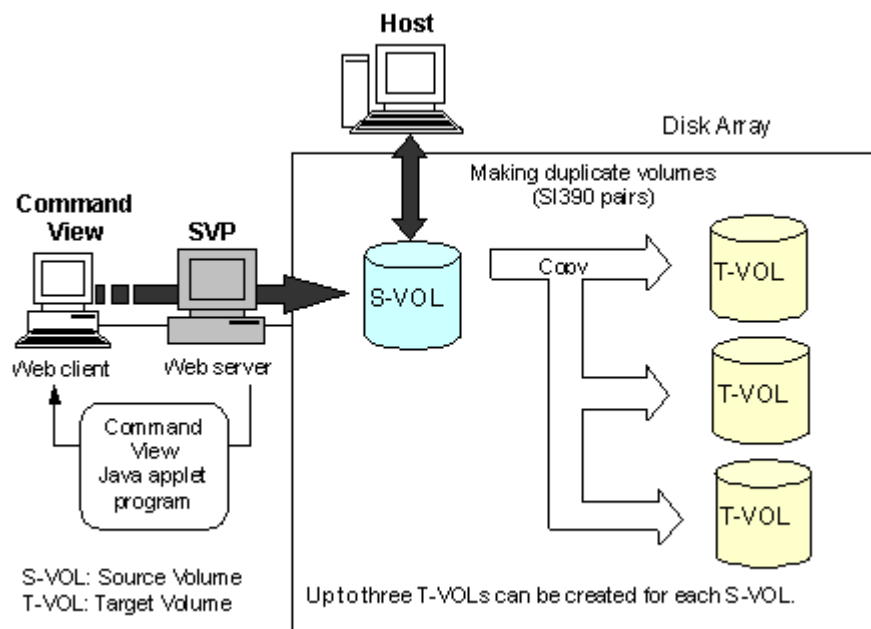 Host
Disk Array
Making duplicate volumes
(SI390 pairs)
Command
View
SVP
S-VOL
Copy
T-VOL
T-VOL
T-VOL
Web client
Web server
Command
View
Java applet
program
S-VOL: Source Volume
T-VOL: Target Volume
Up to three T-VOLs can be created for each S-VOL.